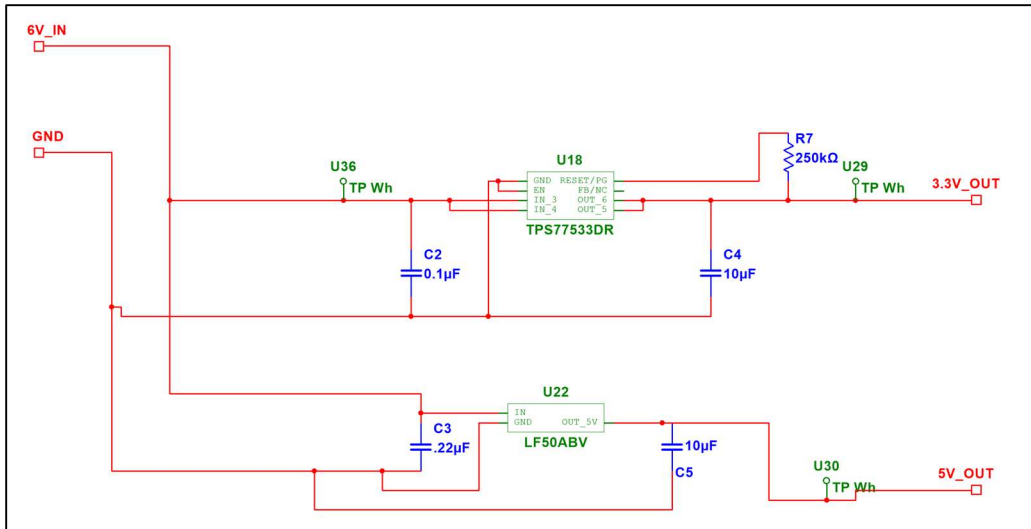 6V_IN
GND
U36
TP Wh
U18
GND RESET/PG
EN FB/NC
IN_3 OUT_6
IN_4 OUT_5
TPS77533DR
R7
250kΩ
U29
TP Wh
3.3V_OUT
C2
0.1µF
C4
10µF
U22
IN
GND OUT_5V
LF50ABV
C3
.22µF
10µF
C5
U30
TP Wh
5V_OUT